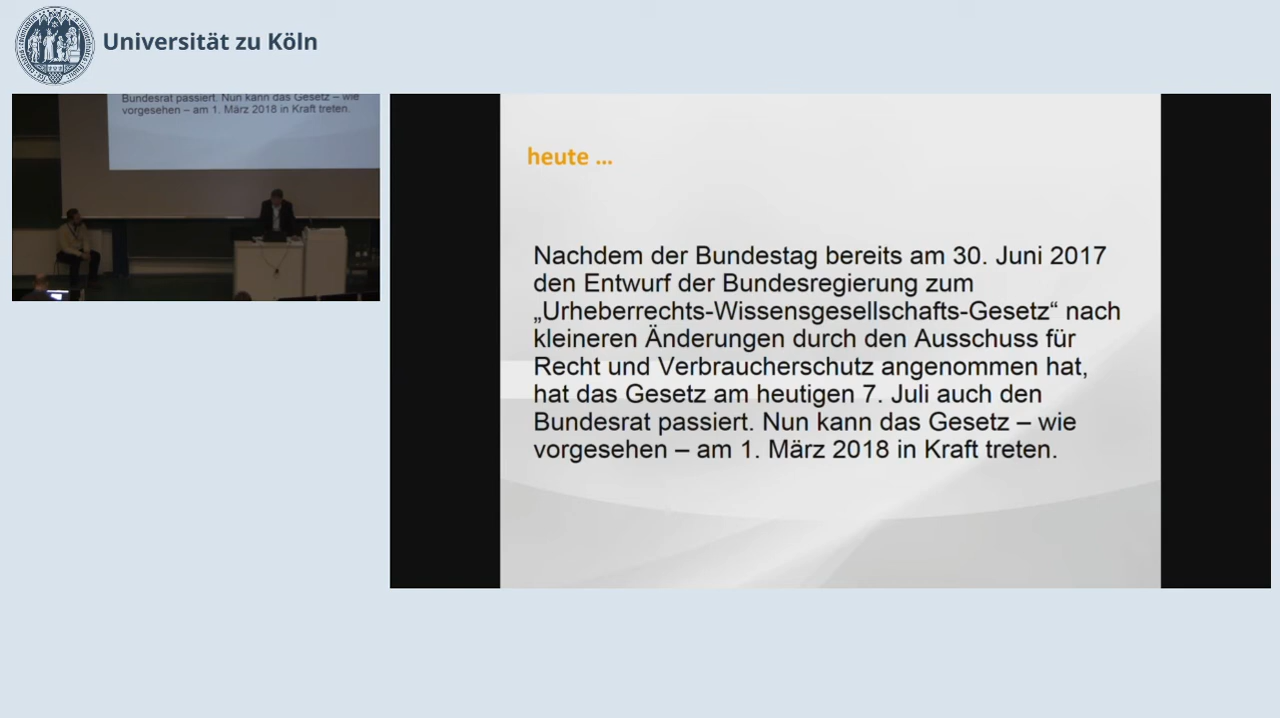 Universität zu Köln
Bundesrat passiert. Nun kann das Gesetz – wie
vorgesehen – am 1. März 2018 in Kraft treten.
heute ...
Nachdem der Bundestag bereits am 30. Juni 2017
den Entwurf der Bundesregierung zum
„Urheberrechts-Wissensgesellschafts-Gesetz“ nach
kleineren Änderungen durch den Ausschuss für
Recht und Verbraucherschutz angenommen hat,
hat das Gesetz am heutigen 7. Juli auch den
Bundesrat passiert. Nun kann das Gesetz – wie
vorgesehen – am 1. März 2018 in Kraft treten.